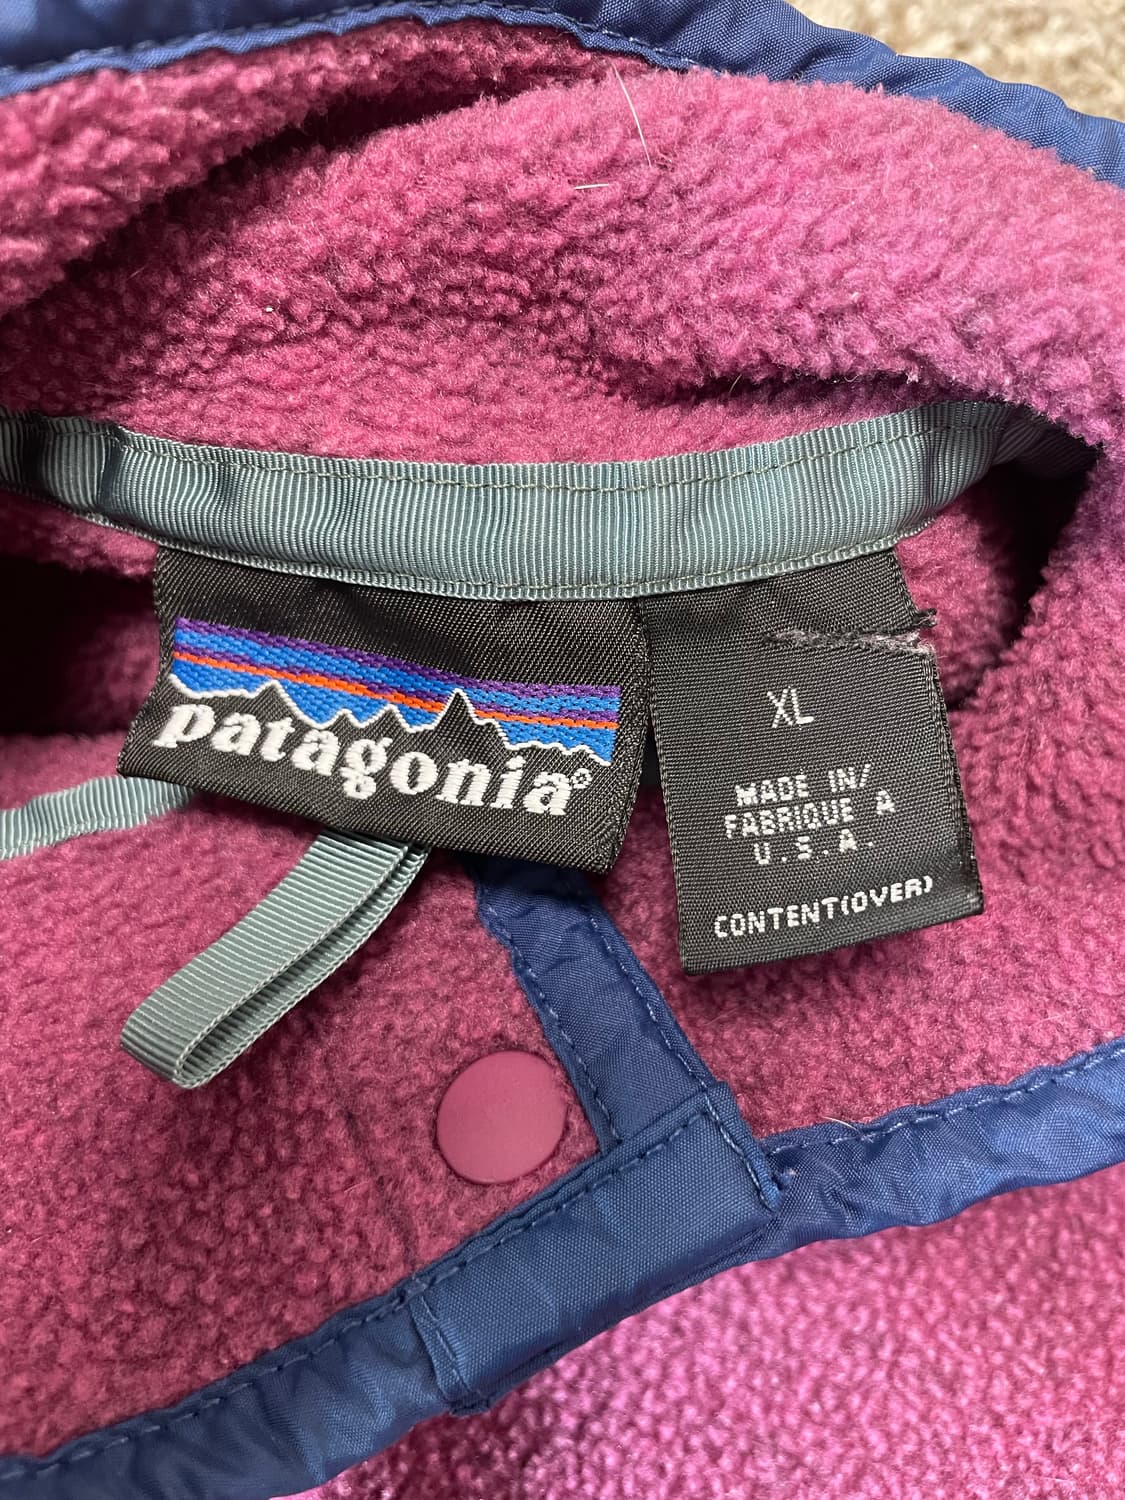 patagonia®
XL
MADE IN/
FABRIQUE A
U.S.A.
CONTENT(OVER)